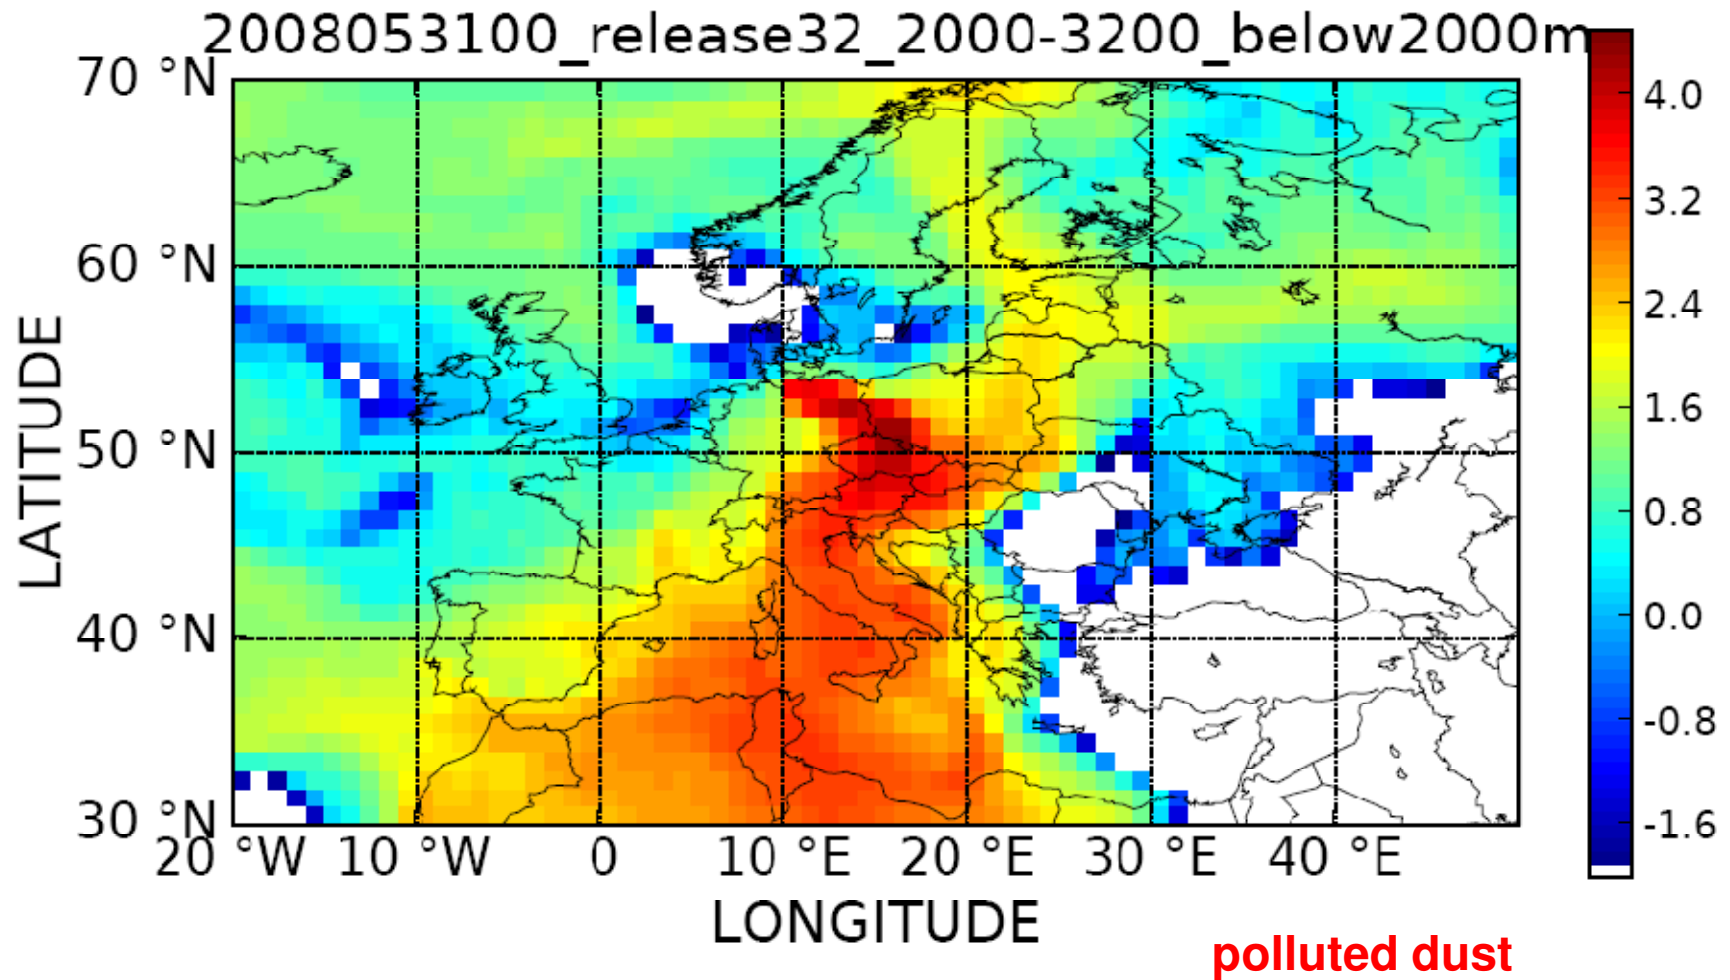 2008053100_release32_2000-3200_below2000m
70 °N
60 °N
50 °N
40 °N
30 °N
LATITUDE
20 °W 10 °W 0 10 °E 20 °E 30 °E 40 °E
LONGITUDE
4.0
3.2
2.4
1.6
0.8
0.0
-0.8
-1.6
polluted dust